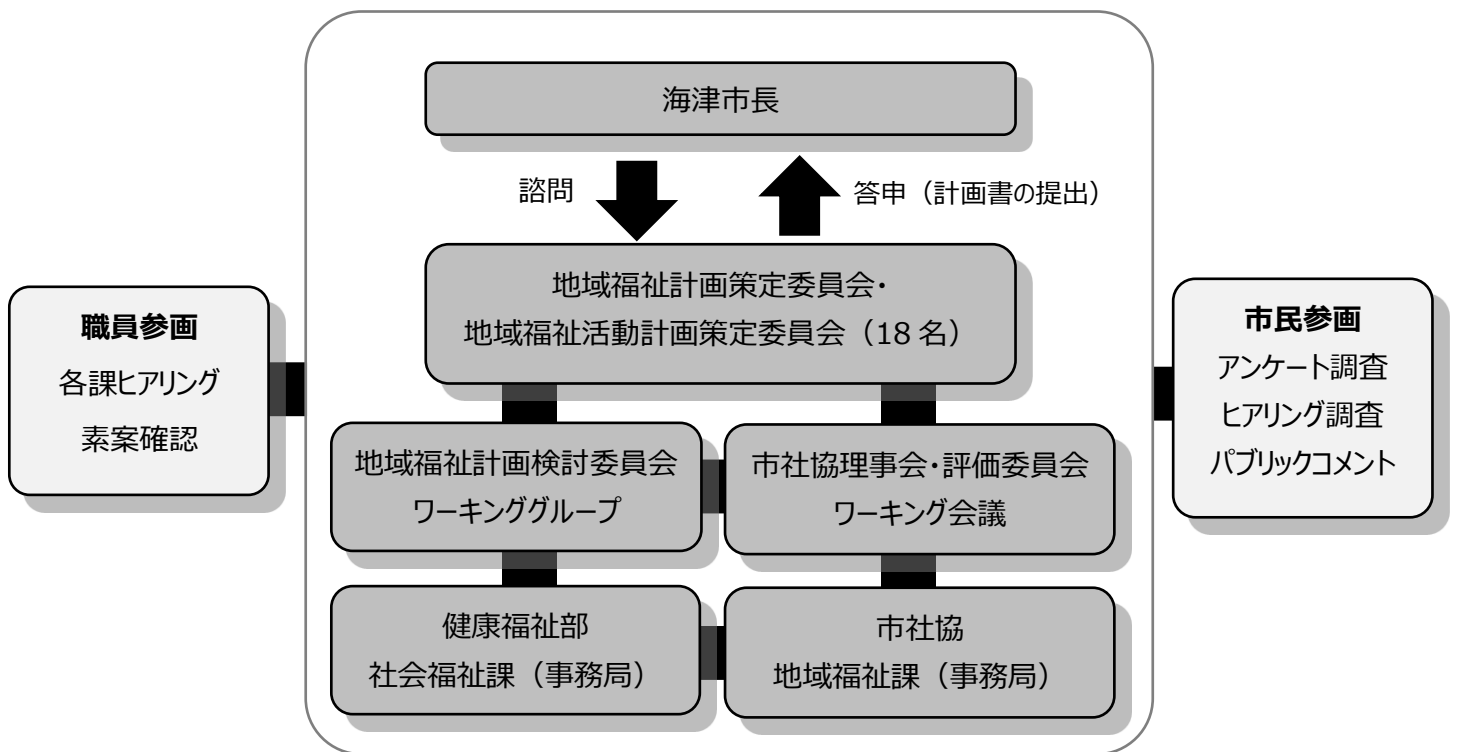 海津市長
諮問
答申（計画書の提出）
地域福祉計画策定委員会・
地域福祉活動計画策定委員会（18 名）
職員参画
各課ヒアリング
素案確認
市民参画
アンケート調査
ヒアリング調査
パブリックコメント
地域福祉計画検討委員会
ワーキンググループ
市社協理事会・評価委員会
ワーキング会議
健康福祉部
社会福祉課（事務局）
市社協
地域福祉課（事務局）